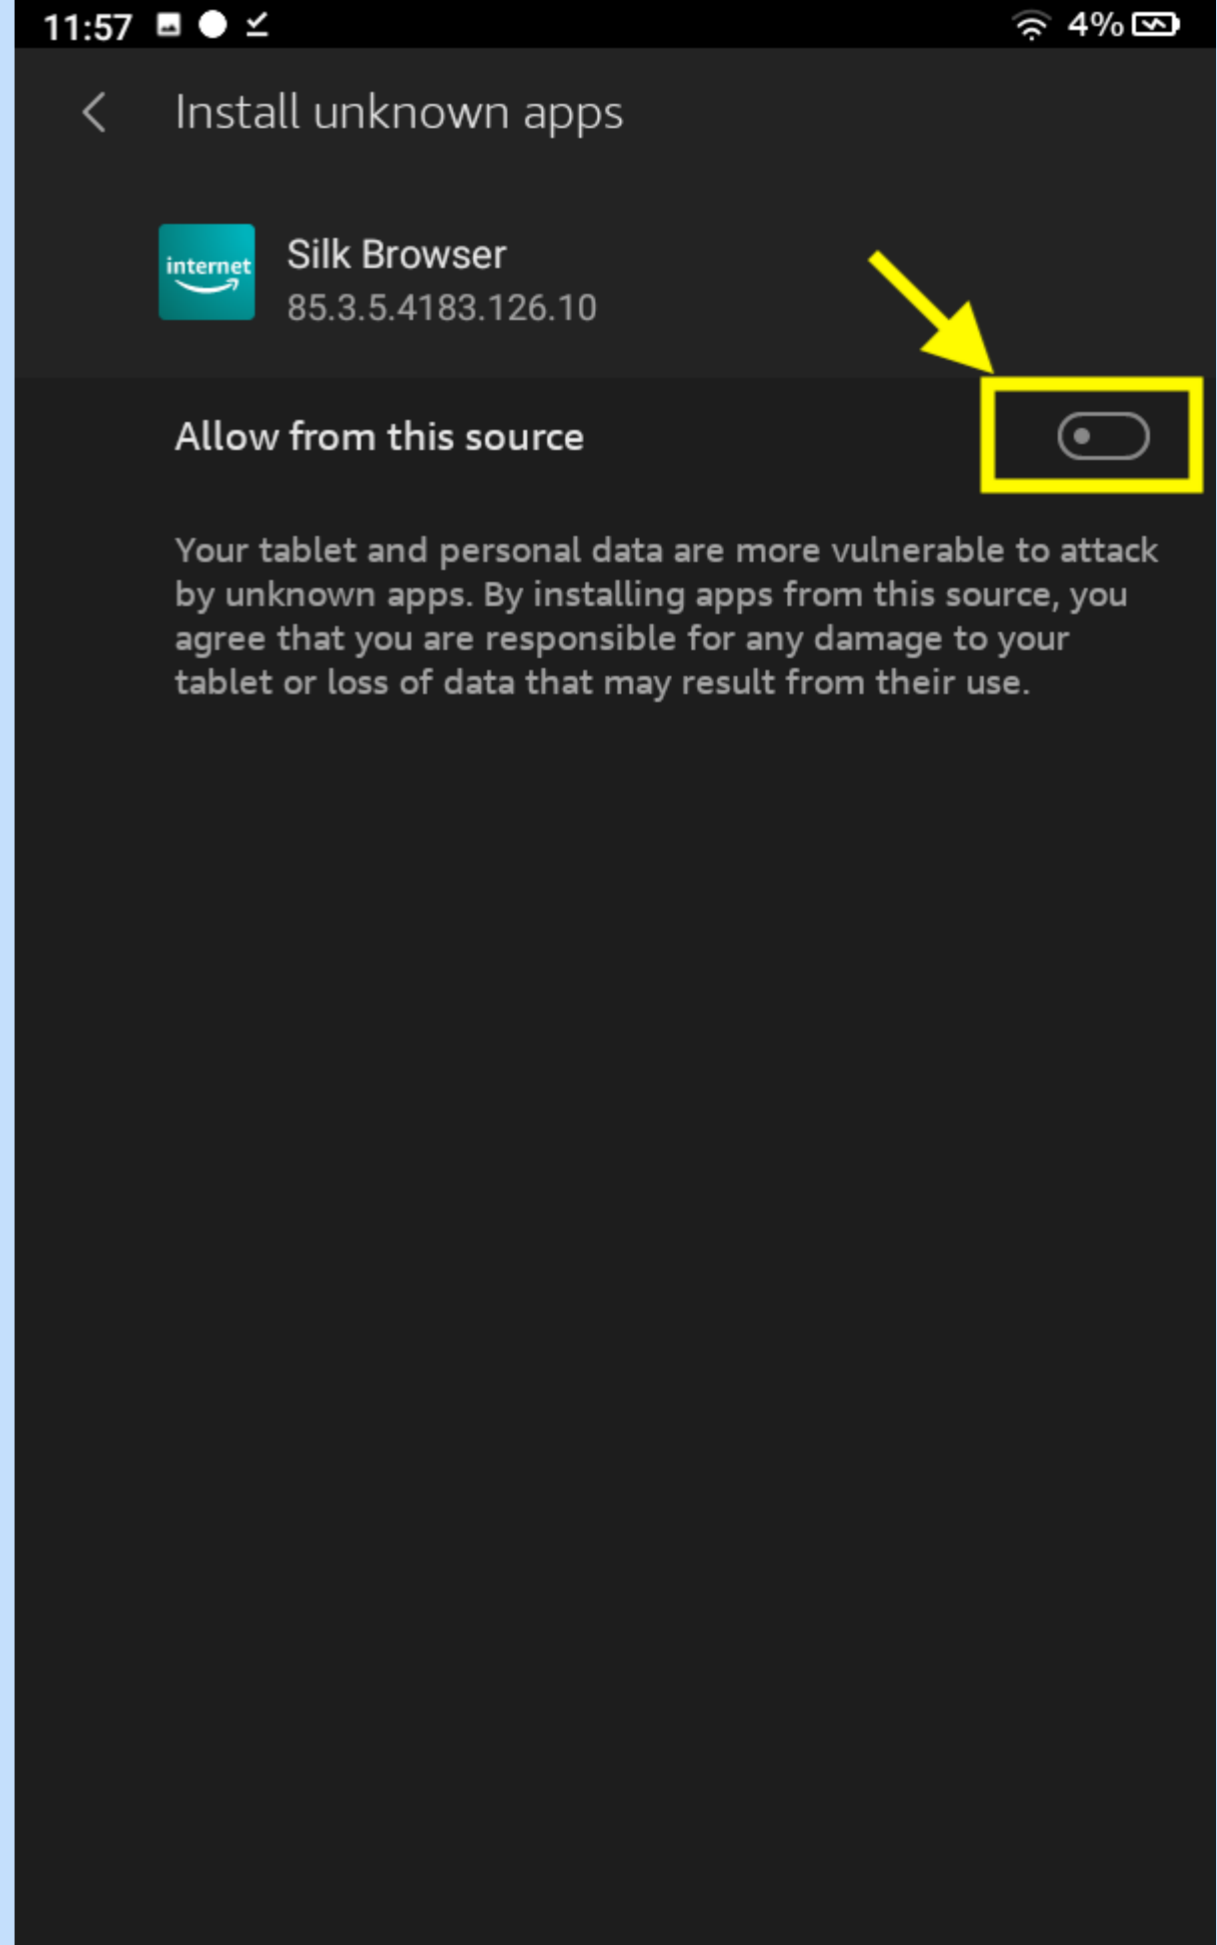 11:57 4%
Install unknown apps
internet
Silk Browser
85.3.5.4183.126.10
Allow from this source
Your tablet and personal data are more vulnerable to attack
by unknown apps. By installing apps from this source, you
agree that you are responsible for any damage to your
tablet or loss of data that may result from their use.